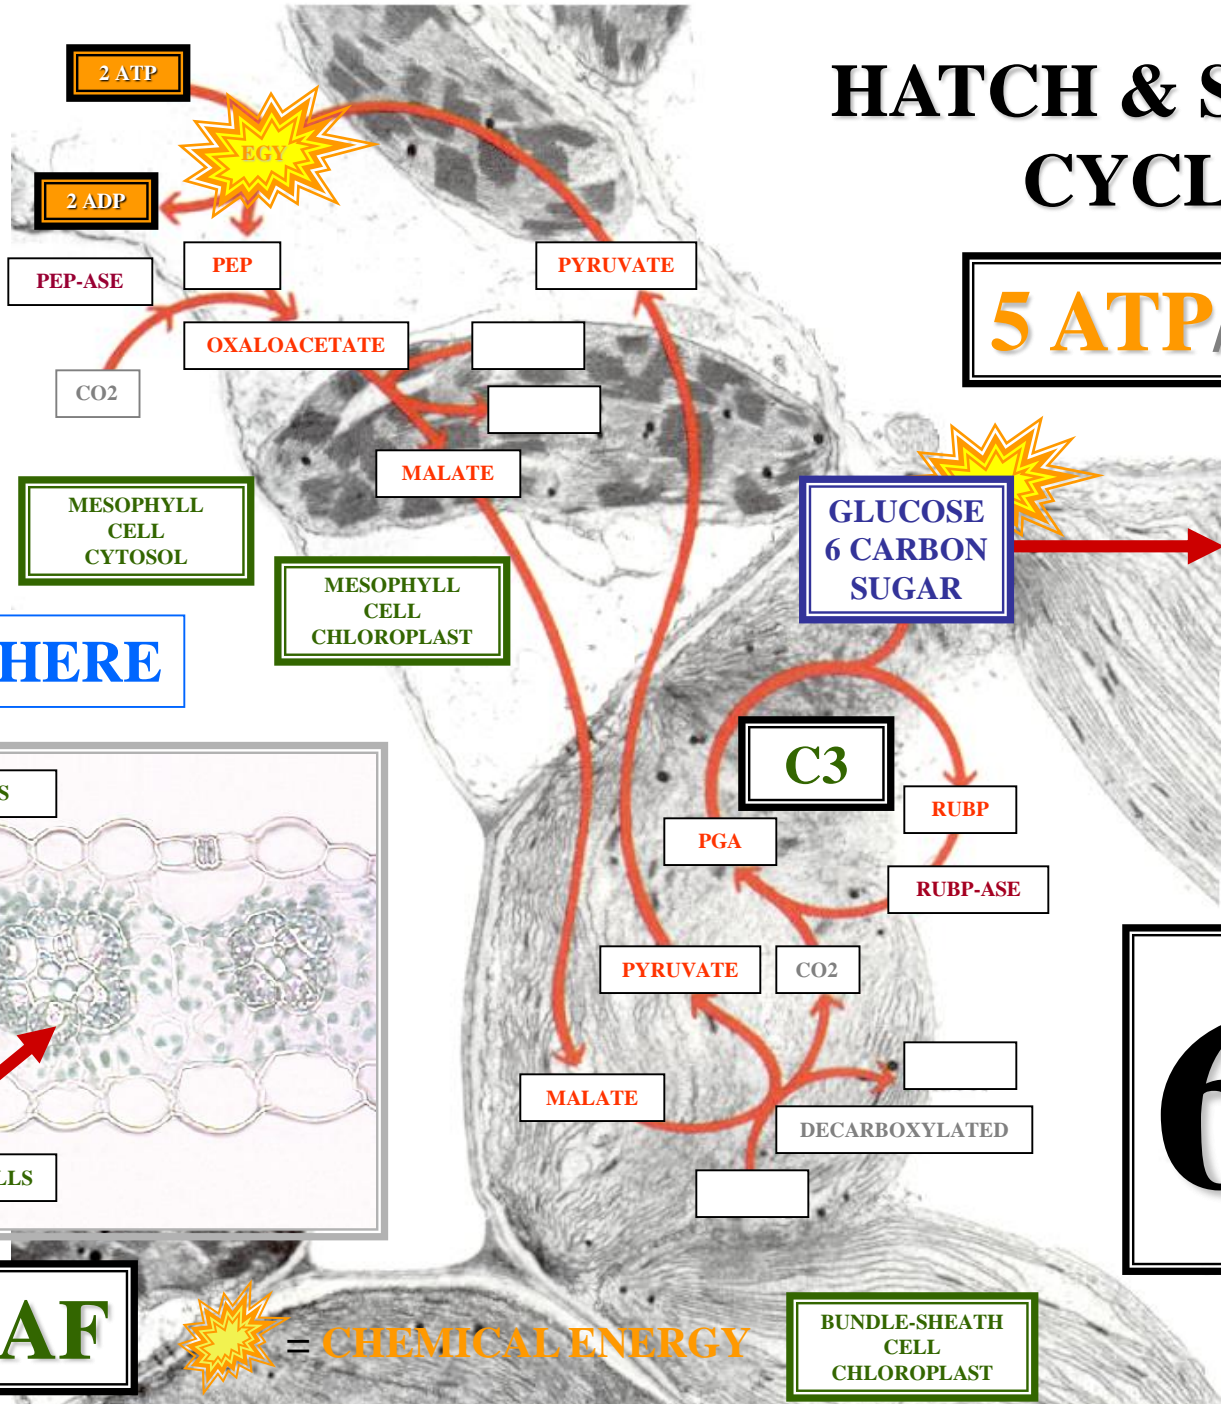 HATCH & S
CYCL
2 ATP
EGY
2 ADP
PEP
PYRUVATE
PEP-ASE
5 ATP/
OXALOACETATE
CO2
MALATE
GLUCOSE
6 CARBON
SUGAR
MESOPHYLL
CELL
CYTOSOL
MESOPHYLL
CELL
CHLOROPLAST
HERE
C3
S
RUBP
PGA
RUBP-ASE
PYRUVATE
CO2
MALATE
DECARBOXYLATED
6
LLS
AF
= CHEMICAL ENERGY
BUNDLE-SHEATH
CELL
CHLOROPLAST